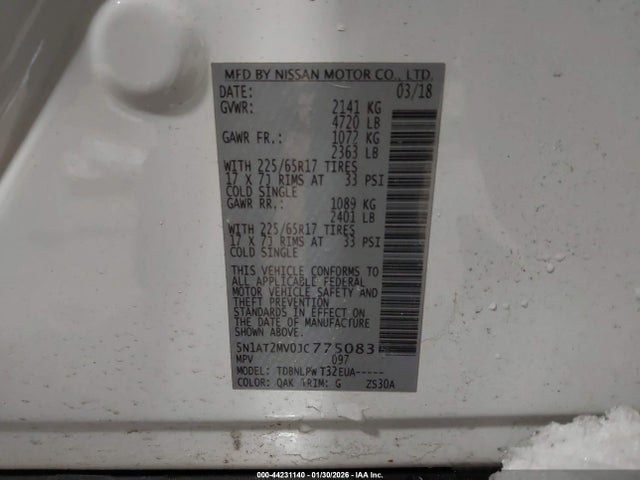 MFD BY NISSAN MOTOR CO., LTD.
DATE: 03/18
GVWR: 2141 KG
4720 LB
GAWR FR.: 1072 KG
2363 LB
WITH 225/65R17 TIRES
17 X 7J RIMS AT 33 PSI
COLD SINGLE
GAWR RR.: 1089 KG
2401 LB
WITH 225/65R17 TIRES
17 X 7J RIMS AT 33 PSI
COLD SINGLE
THIS VEHICLE CONFORMS TO
ALL APPLICABLE FEDERAL
MOTOR VEHICLE SAFETY AND
THEFT PREVENTION
STANDARDS IN EFFECT ON
THE DATE OF MANUFACTURE
SHOWN ABOVE.
5N1AT2MV0JC775083
MPV 097
MODEL: TDBNLPW T32EUA-----
COLOR: QAK TRIM: G ZS30A
000-44231140 - 01/30/2026 - IAA Inc.